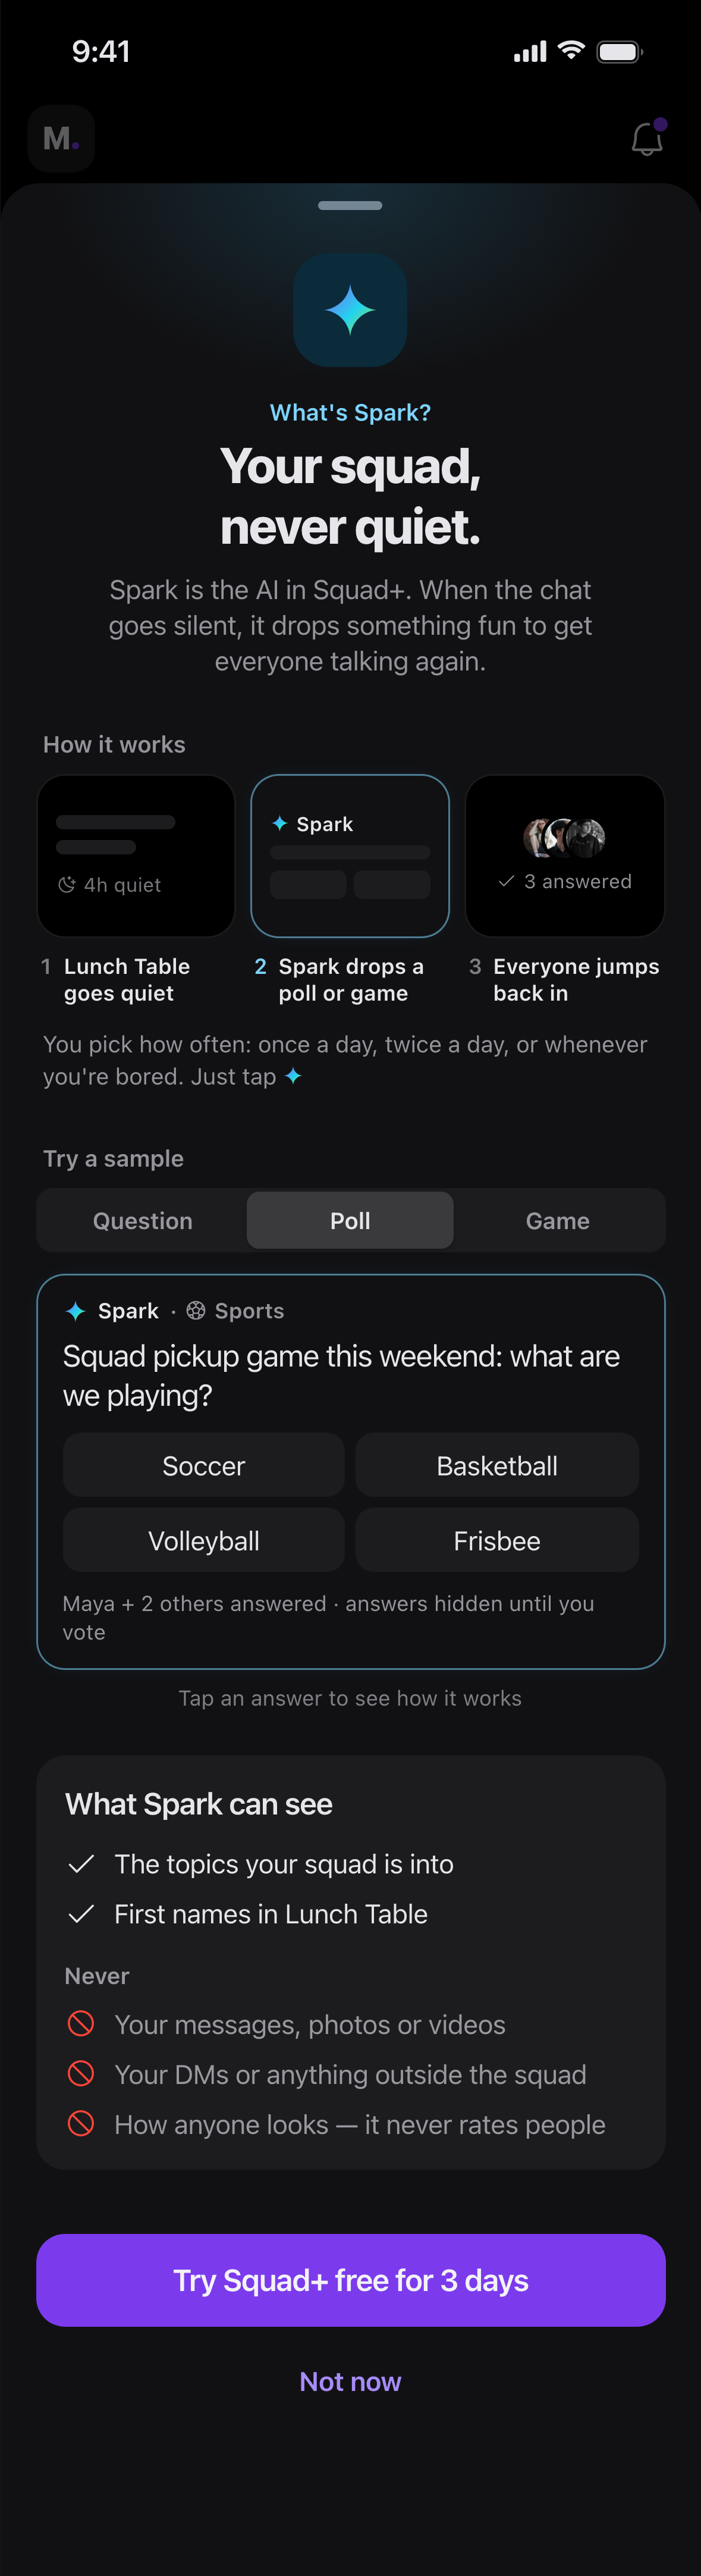 9:41
M.
What's Spark?
Your squad,
never quiet.
Spark is the AI in Squad+. When the chat
goes silent, it drops something fun to get
everyone talking again.
How it works
4h quiet
Spark
3 answered
1 Lunch Table
goes quiet
2 Spark drops a
poll or game
3 Everyone jumps
back in
You pick how often: once a day, twice a day, or whenever
you're bored. Just tap
Try a sample
Question
Poll
Game
Spark · Sports
Squad pickup game this weekend: what are
we playing?
Soccer
Basketball
Volleyball
Frisbee
Maya + 2 others answered · answers hidden until you
vote
Tap an answer to see how it works
What Spark can see
The topics your squad is into
First names in Lunch Table
Never
Your messages, photos or videos
Your DMs or anything outside the squad
How anyone looks — it never rates people
Try Squad+ free for 3 days
Not now